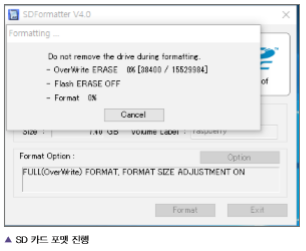 SDFormatter V4.0
Formatting ...
Do not remove the drive during formatting.
- OverWrite ERASE 0% [38400 / 15529984]
- Flash ERASE OFF
- Format 0%
Cancel
Size : 7.40 GB Volume Label : raspberry
Format Option :
Option
FULL(OverWrite) FORMAT, FORMAT SIZE ADJUSTMENT ON
Format Exit
▲ SD 카드 포맷 진행